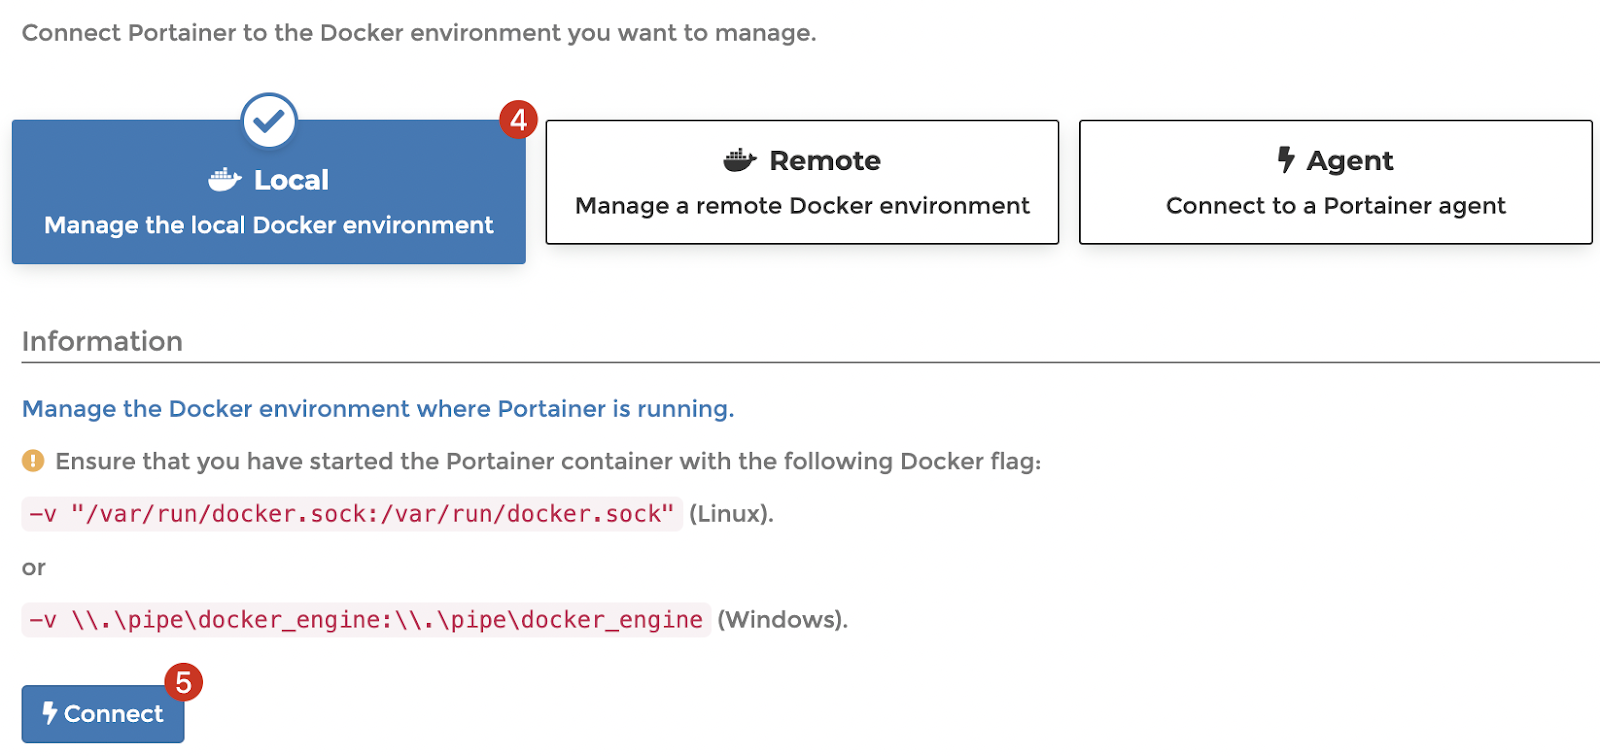 Connect Portainer to the Docker environment you want to manage.
4
Local
Manage the local Docker environment
Remote
Manage a remote Docker environment
Agent
Connect to a Portainer agent
Information
Manage the Docker environment where Portainer is running.
Ensure that you have started the Portainer container with the following Docker flag:
-v "/var/run/docker.sock:/var/run/docker.sock" (Linux).
or
-v \\.\pipe\docker_engine:\\.\pipe\docker_engine (Windows).
5
Connect